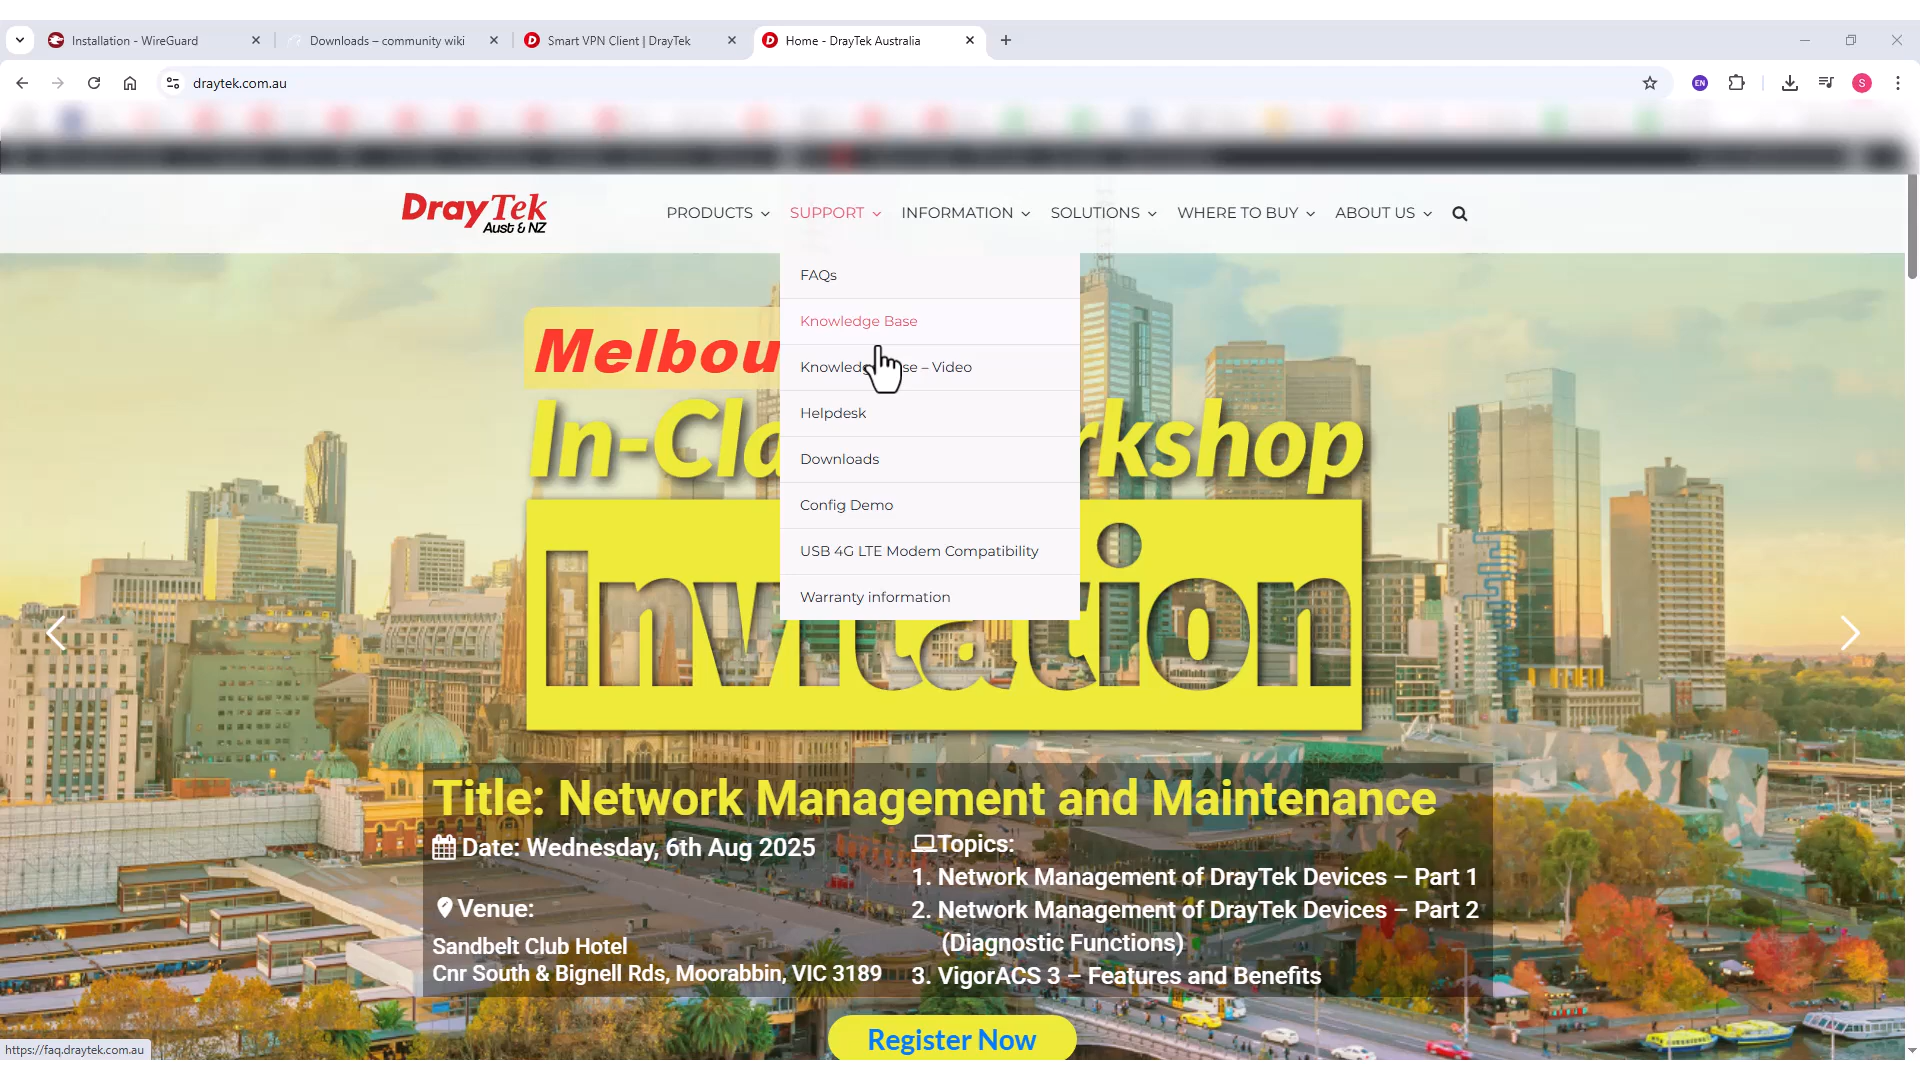 Installation - WireGuard
Downloads – community wiki
Smart VPN Client | DrayTek
Home - DrayTek Australia
draytek.com.au
EN
S
DrayTek
Aust & NZ
PRODUCTS
SUPPORT
INFORMATION
SOLUTIONS
WHERE TO BUY
ABOUT US
FAQs
Knowledge Base
– Video
Helpdesk
Downloads
Config Demo
USB 4G LTE Modem Compatibility
Warranty information
Invitation
Title: Network Management and Maintenance
Date: Wednesday, 6th Aug 2025
Venue:
Sandbelt Club Hotel
Cnr South & Bignell Rds, Moorabbin, VIC 3189
Topics:
1. Network Management of DrayTek Devices – Part 1
2. Network Management of DrayTek Devices – Part 2
(Diagnostic Functions)
3. VigorACS 3 – Features and Benefits
Register Now
https://faq.draytek.com.au